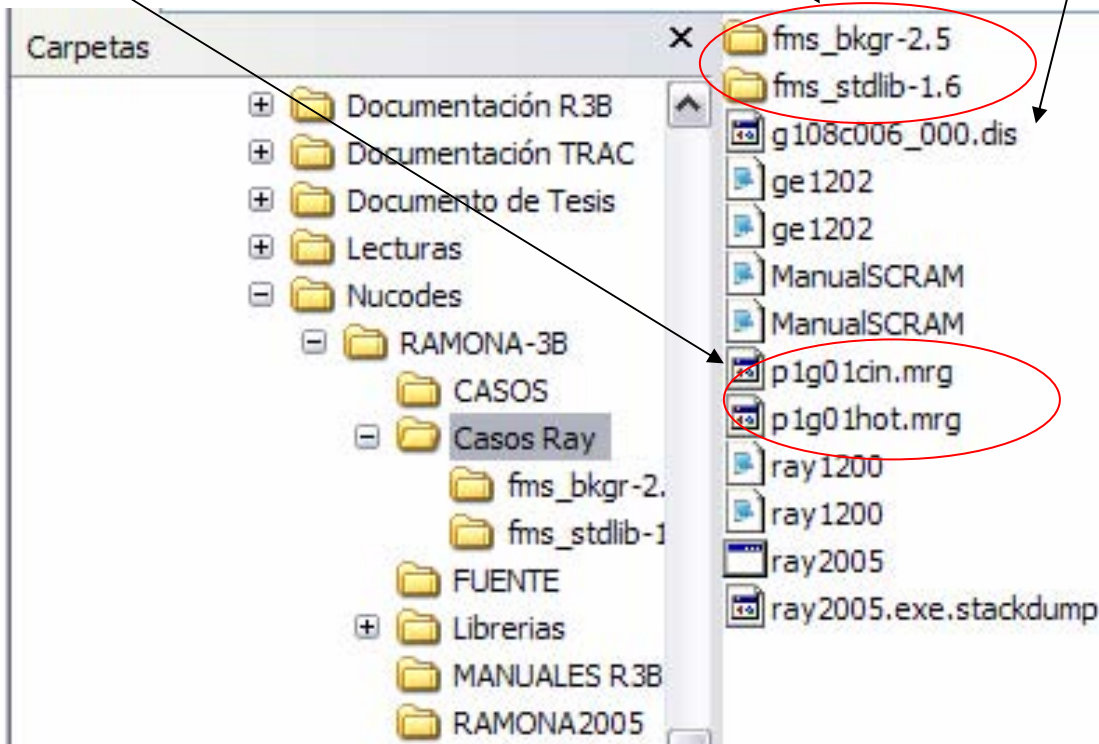 Carpetas
Documentación R3B
Documentación TRAC
Documento de Tesis
Lecturas
Nucodes
RAMONA-3B
CASOS
Casos Ray
fms_bkgr-2.
fms_stdlib-1
FUENTE
Librerias
MANUALES R3B
RAMONA2005
fms_bkgr-2.5
fms_stdlib-1.6
g108c006_000.dis
ge1202
ge1202
ManualSCRAM
ManualSCRAM
p1g01cin.mrg
p1g01hot.mrg
ray1200
ray1200
ray2005
ray2005.exe.stackdump